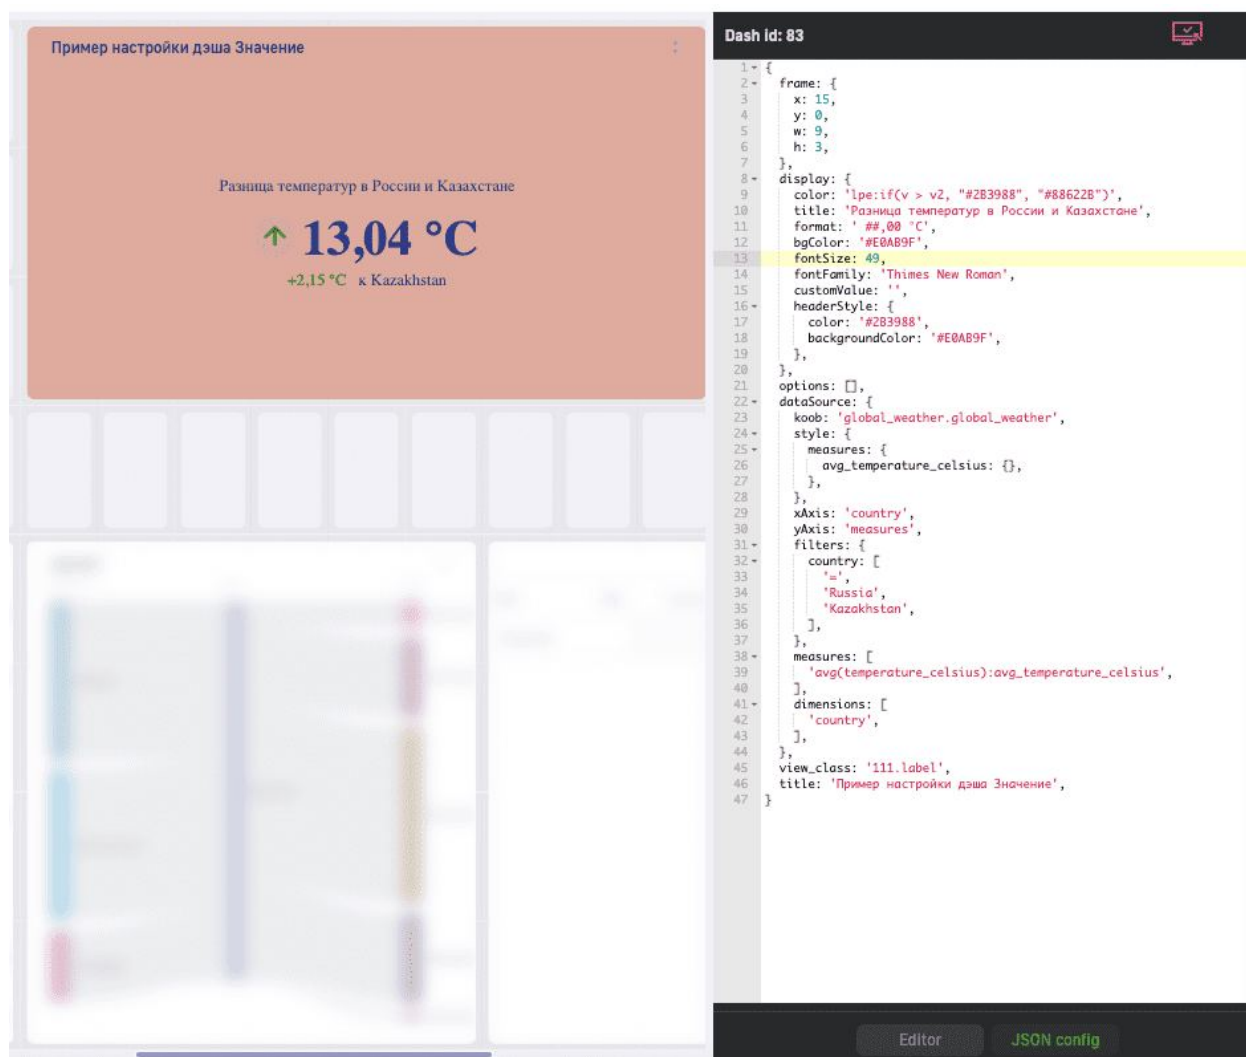 Пример настройки дэша Значение
Разница температур в России и Казахстане
↑ 13,04 °C
+2,15 °C к Kazakhstan
Dash id: 83
1 {
2 frame: {
3 x: 15,
4 y: 0,
5 w: 9,
6 h: 3,
7 },
8 display: {
9 color: 'lpe:if(v > v2, "#2B3988", "#88622B")',
10 title: 'Разница температур в России и Казахстане',
11 format: ' ##,00 °C',
12 bgColor: '#E0AB9F',
13 fontSize: 49,
14 fontFamily: 'Thimes New Roman',
15 customValue: '',
16 headerStyle: {
17 color: '#2B3988',
18 backgroundColor: '#E0AB9F',
19 },
20 },
21 options: [],
22 dataSource: {
23 koob: 'global_weather.global_weather',
24 style: {
25 measures: {
26 avg_temperature_celsius: {},
27 },
28 },
29 xAxis: 'country',
30 yAxis: 'measures',
31 filters: {
32 country: [
33 '=',
34 'Russia',
35 'Kazakhstan',
36 ],
37 },
38 measures: [
39 'avg(temperature_celsius):avg_temperature_celsius',
40 ],
41 dimensions: [
42 'country',
43 ],
44 },
45 view_class: '111.label',
46 title: 'Пример настройки дэша Значение',
47 }
Editor
JSON config